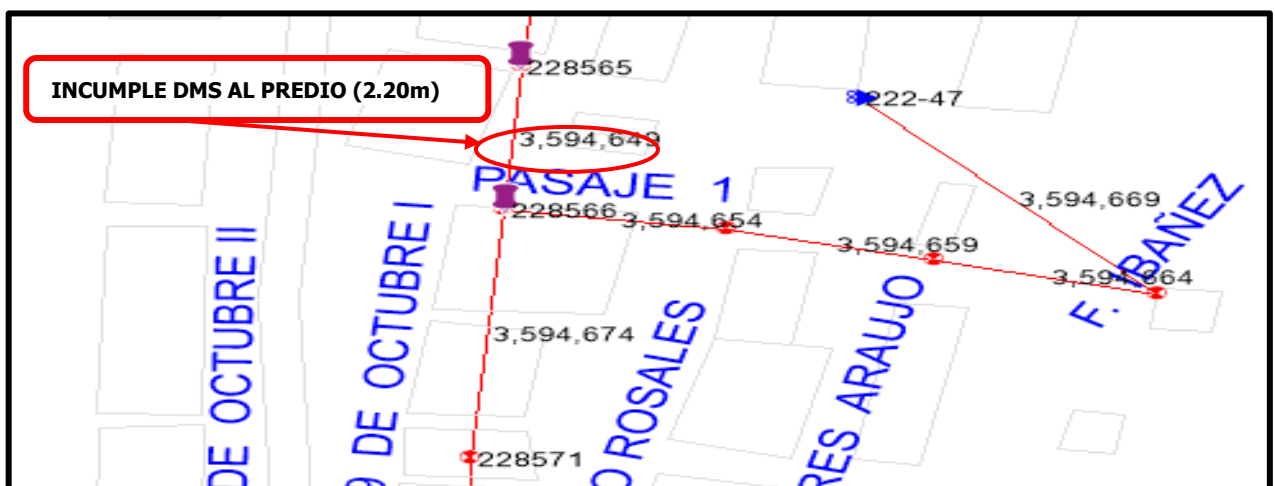 228565
INCUMPLE DMS AL PREDIO (2.20m)
222-47
3,594,649
PASAJE 1
3,594,669
228566
3,594,654
3,594,659
3,594,664
F. IBAÑEZ
DE OCTUBRE II
9 DE OCTUBRE I
3,594,674
O ROSALES
RES ARAUJO
228571